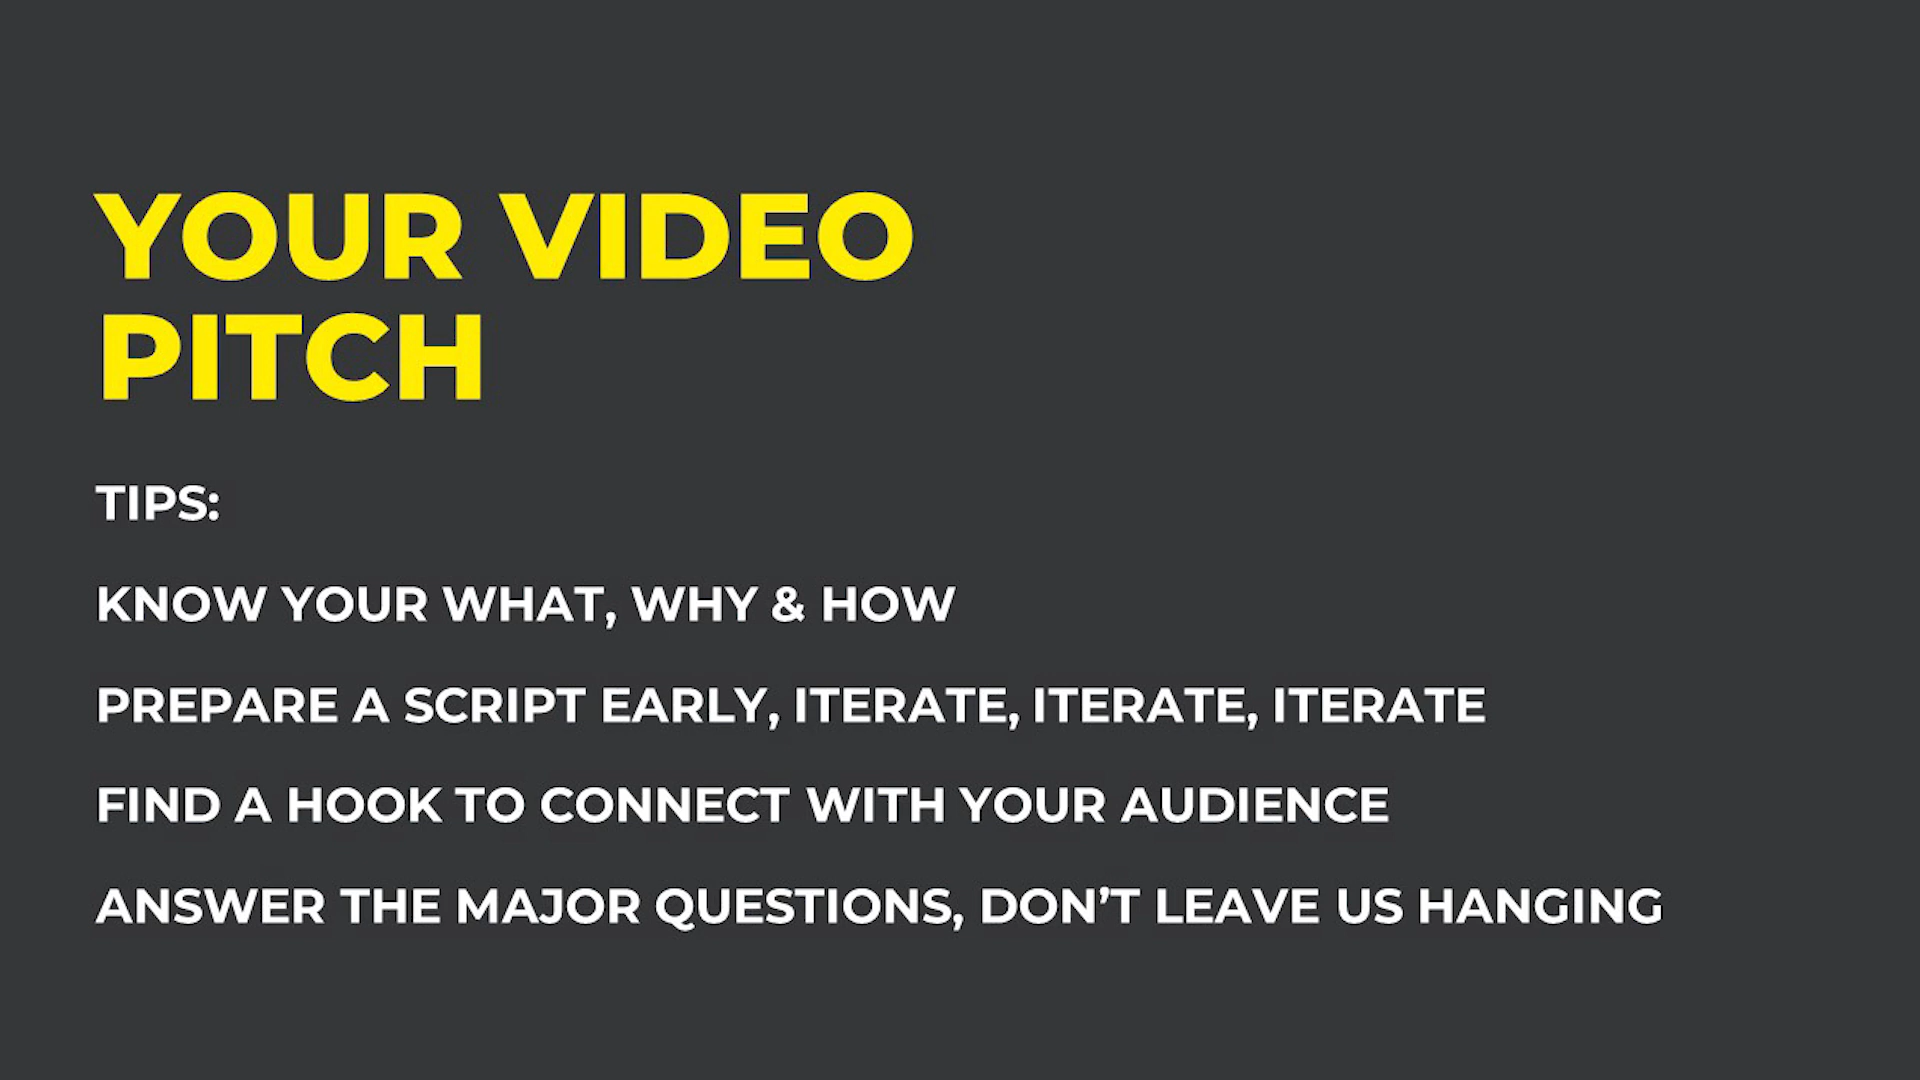 YOUR VIDEO
PITCH
TIPS:
KNOW YOUR WHAT, WHY & HOW
PREPARE A SCRIPT EARLY, ITERATE, ITERATE, ITERATE
FIND A HOOK TO CONNECT WITH YOUR AUDIENCE
ANSWER THE MAJOR QUESTIONS, DON’T LEAVE US HANGING